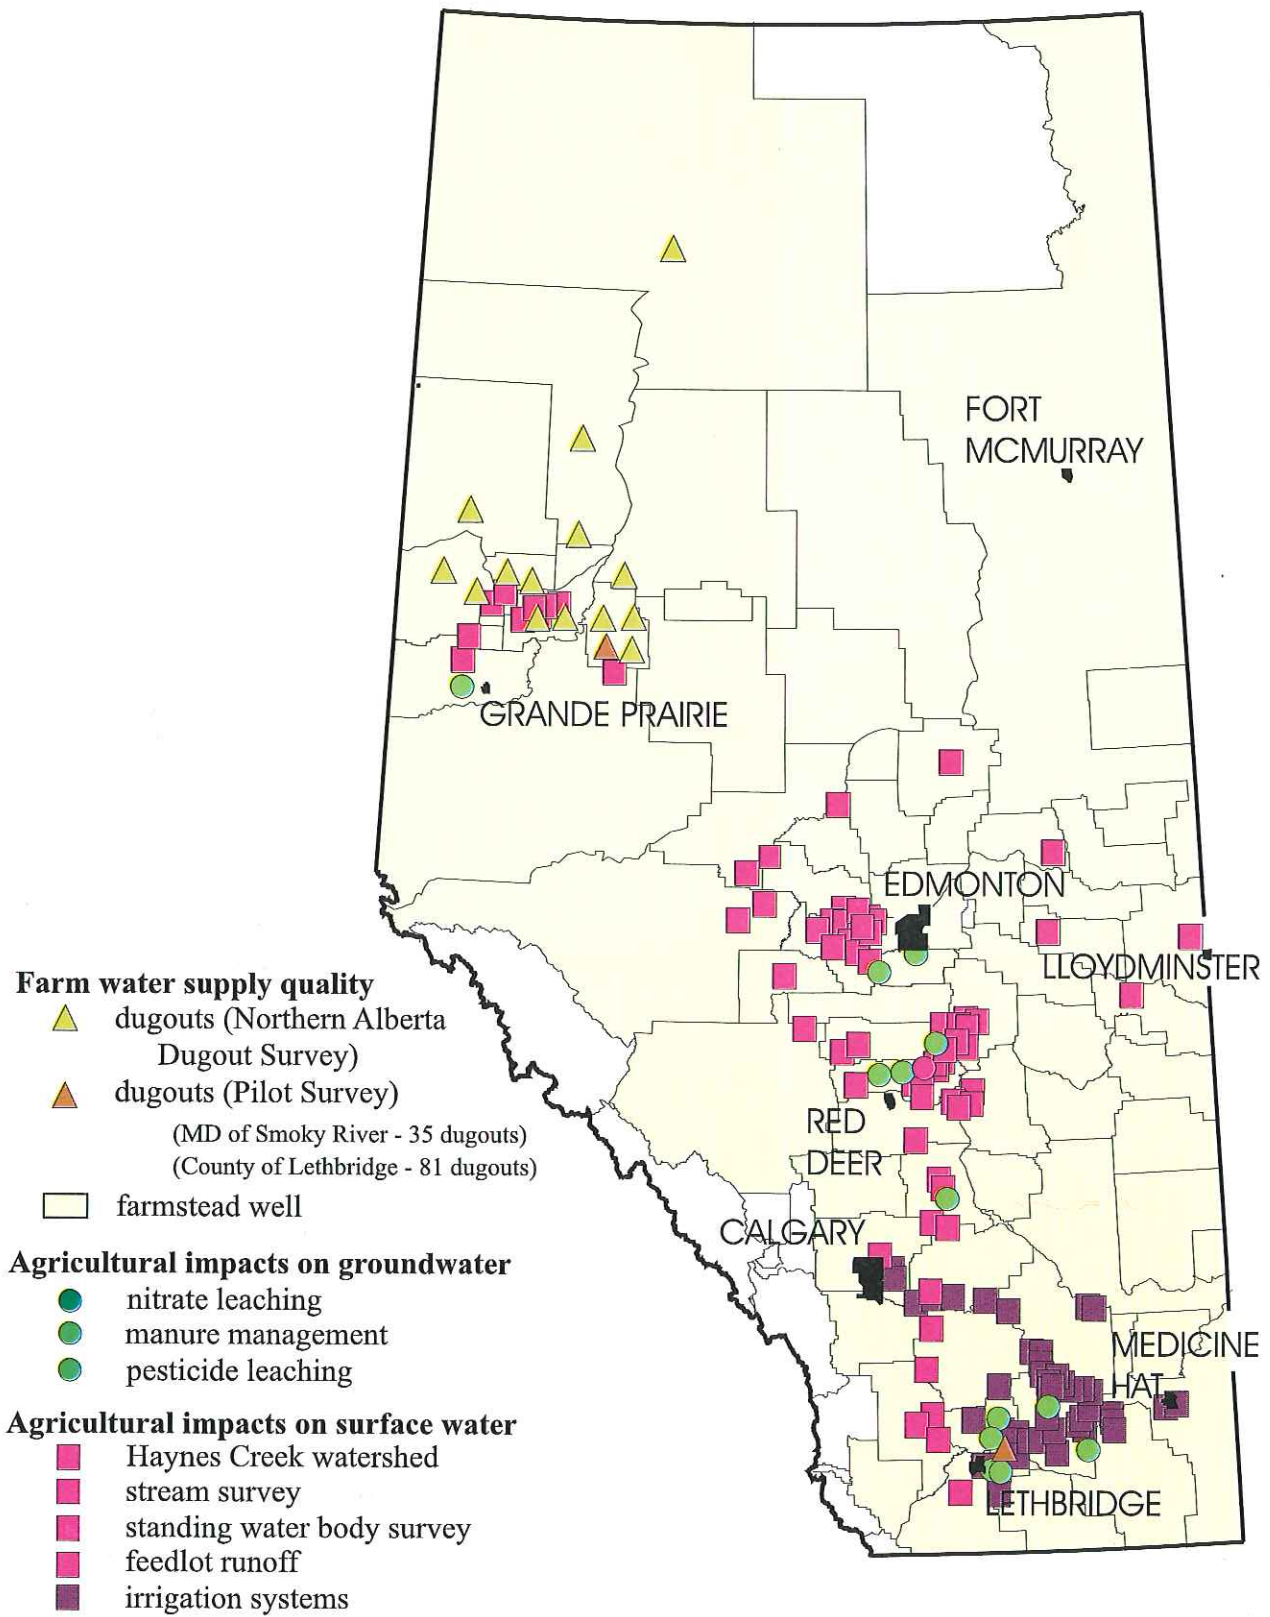 FORT
MCMURRAY
GRANDE PRAIRIE
EDMONTON
LLOYDMINSTER
RED
DEER
CALGARY
MEDICINE
HAT
LETHBRIDGE
Farm water supply quality
dugouts (Northern Alberta
Dugout Survey)
dugouts (Pilot Survey)
(MD of Smoky River - 35 dugouts)
(County of Lethbridge - 81 dugouts)
farmstead well
Agricultural impacts on groundwater
nitrate leaching
manure management
pesticide leaching
Agricultural impacts on surface water
Haynes Creek watershed
stream survey
standing water body survey
feedlot runoff
irrigation systems